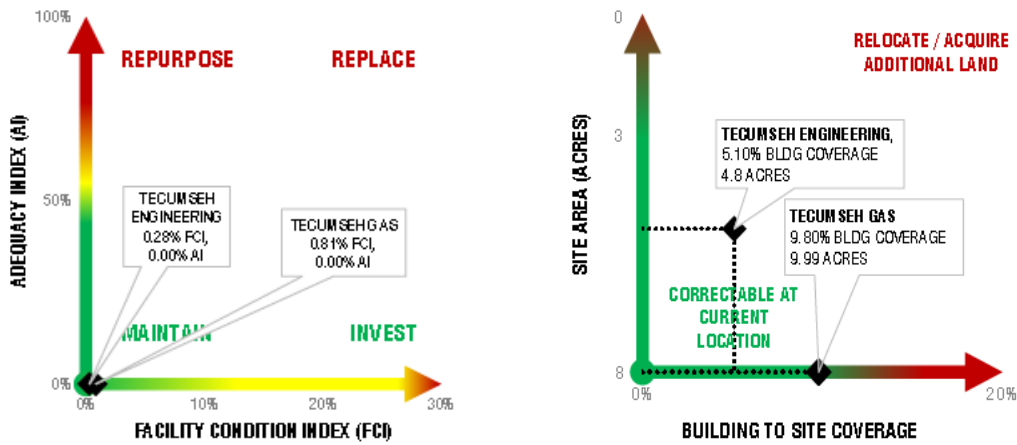 100%
REPURPOSE
REPLACE
ADEQUACY INDEX (AI)
50%
TECUMSEH
ENGINEERING
0.28% FCI,
0.00% AI
TECUMSEH GAS
0.81% FCI,
0.00% AI
MAINTAIN
INVEST
0%
0%
10%
20%
30%
FACILITY CONDITION INDEX (FCI)
0
RELOCATE / ACQUIRE
ADDITIONAL LAND
SITE AREA (ACRES)
3
TECUMSEH ENGINEERING,
5.10% BLDG COVERAGE
4.8 ACRES
TECUMSEH GAS
9.80% BLDG COVERAGE
9.99 ACRES
CORRECTABLE AT
CURRENT
LOCATION
8
0%
20%
BUILDING TO SITE COVERAGE